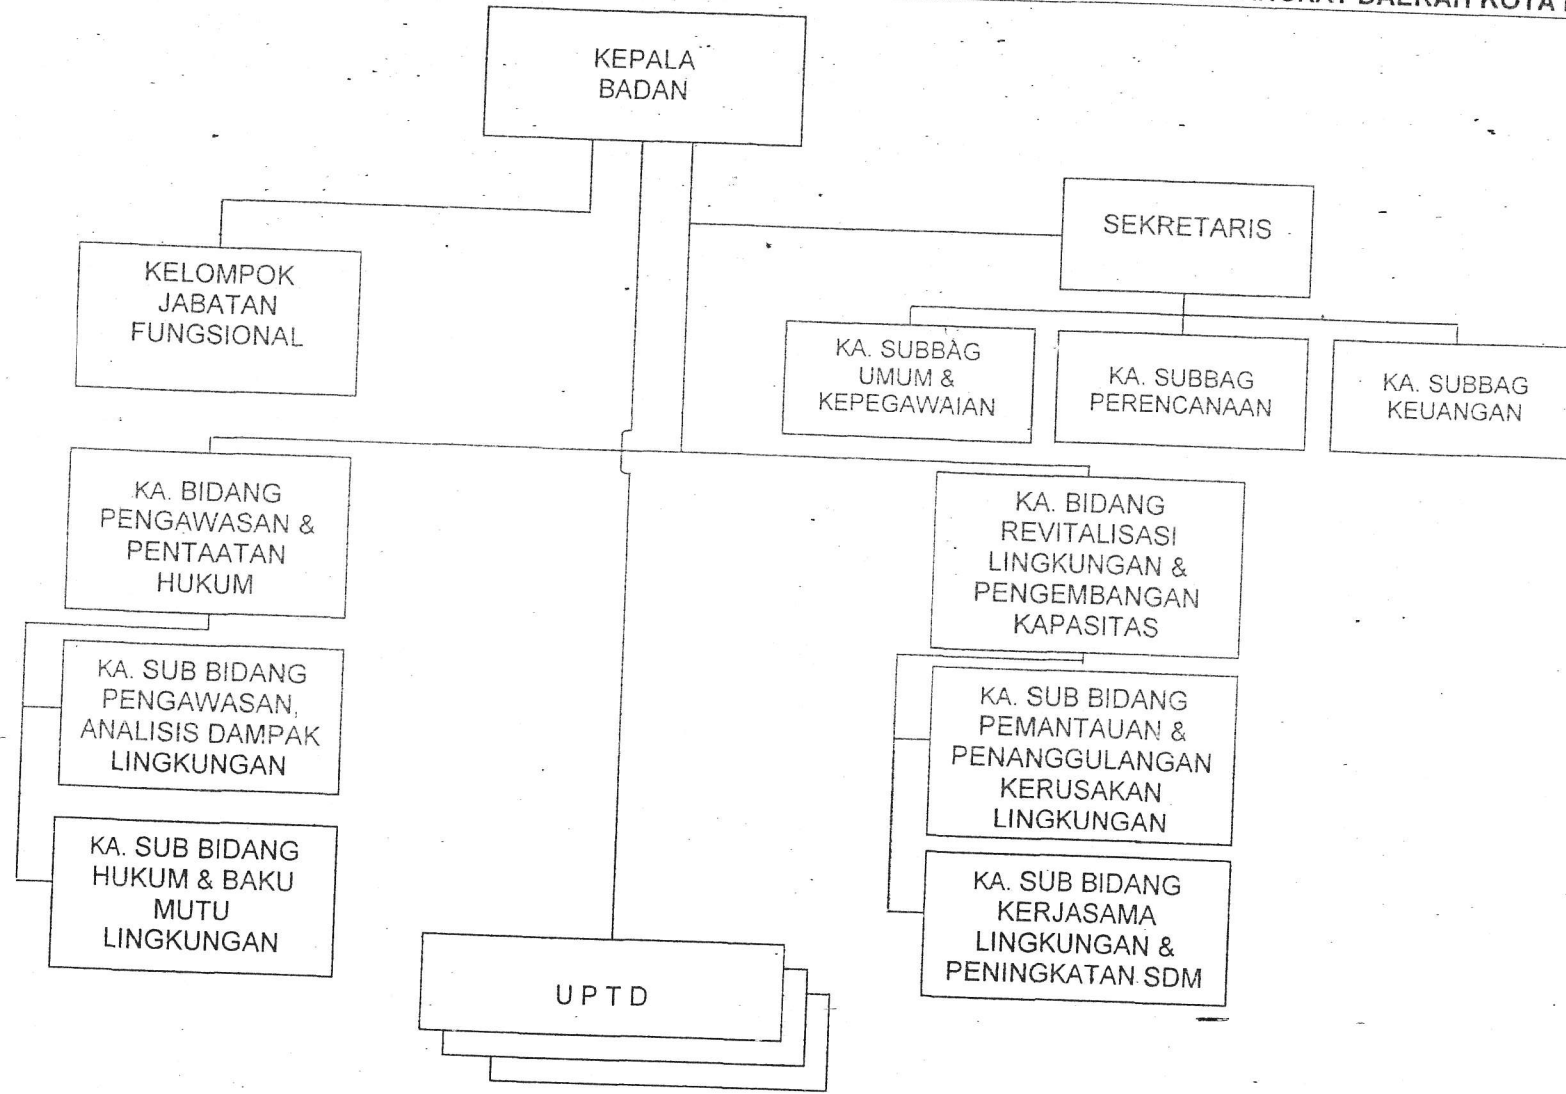 DAERAH KOTA
KEPALA
BADAN
SEKRETARIS
KELOMPOK
JABATAN
FUNGSIONAL
KA. SUBBAG
UMUM &
KEPEGAWAIAN
KA. SUBBAG
PERENCANAAN
KA. SUBBAG
KEUANGAN
KA. BIDANG
PENGAWASAN &
PENTAATAN
HUKUM
KA. BIDANG
REVITALISASI
LINGKUNGAN &
PENGEMBANGAN
KAPASITAS
KA. SUB BIDANG
PENGAWASAN,
ANALISIS DAMPAK
LINGKUNGAN
KA. SUB BIDANG
PEMANTAUAN &
PENANGGULANGAN
KERUSAKAN
LINGKUNGAN
KA. SUB BIDANG
HUKUM & BAKU
MUTU
LINGKUNGAN
KA. SUB BIDANG
KERJASAMA
LINGKUNGAN &
PENINGKATAN SDM
U P T D